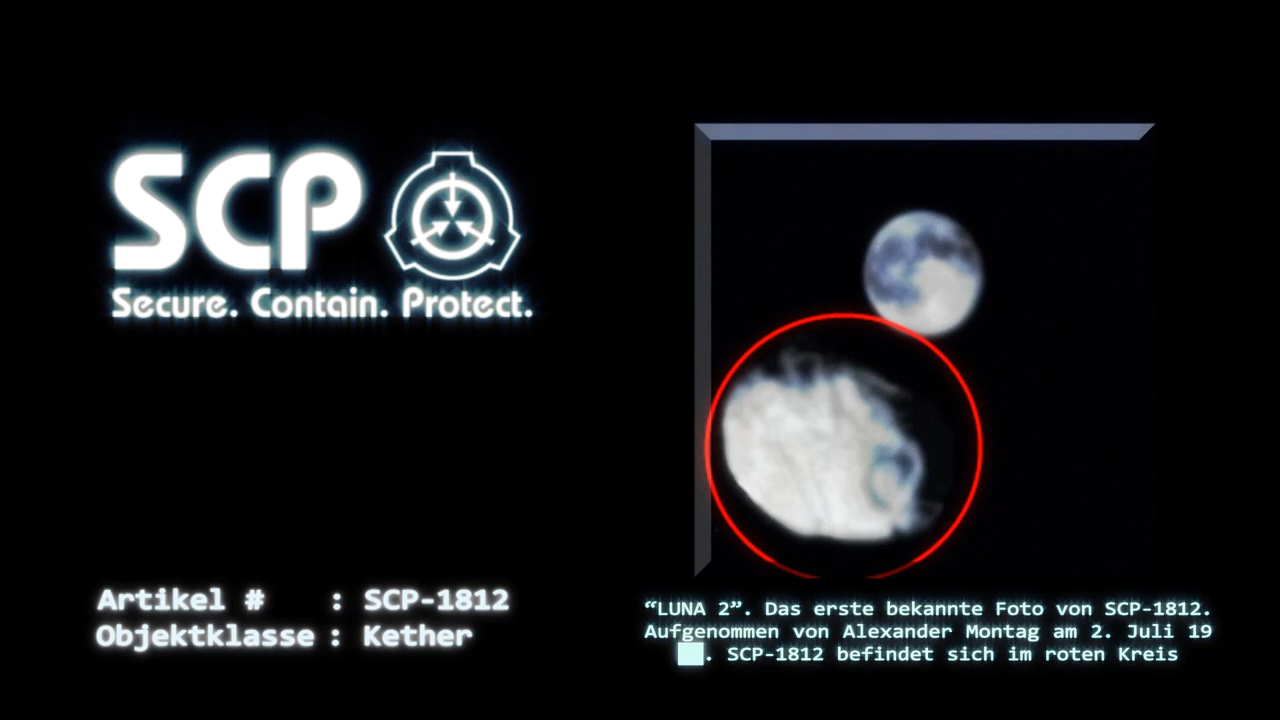 SCP
Secure. Contain. Protect.
Artikel # : SCP-1812
Objektklasse : Kether
“LUNA 2”. Das erste bekannte Foto von SCP-1812.
Aufgenommen von Alexander Montag am 2. Juli 19
██. SCP-1812 befindet sich im roten Kreis